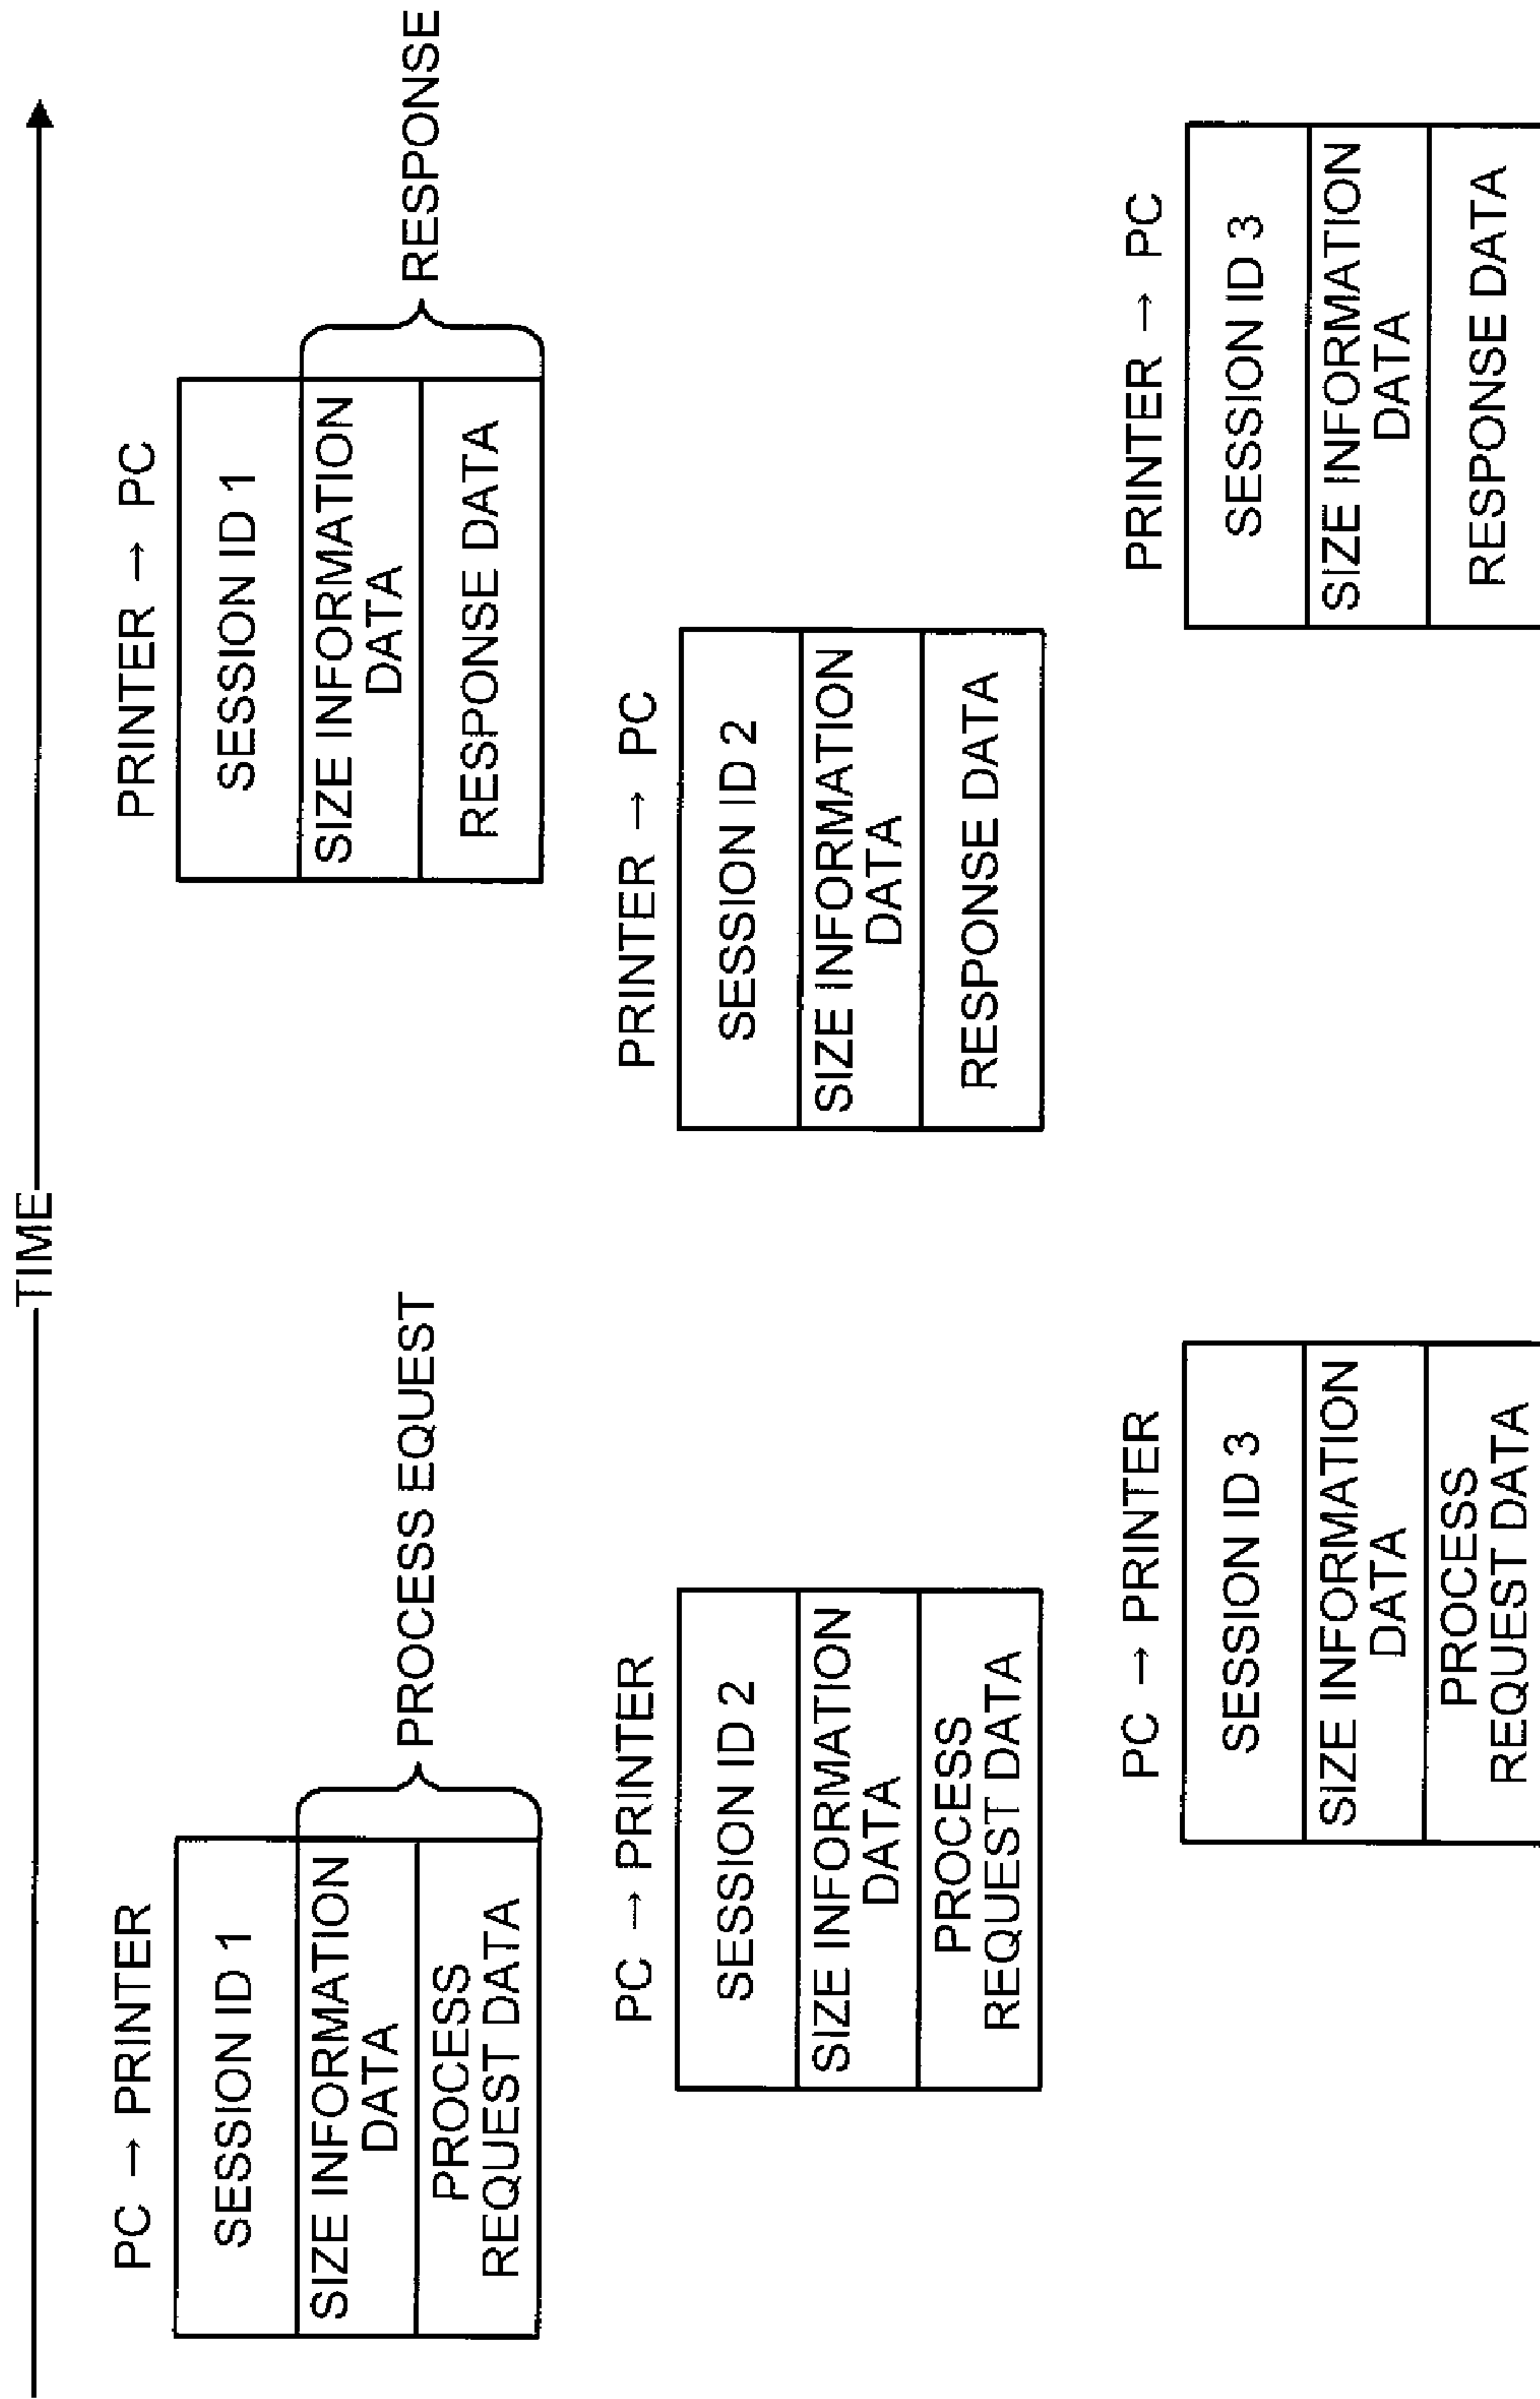 TIME
PC → PRINTER
SESSION ID 1
SIZE INFORMATION
DATA
PROCESS
REQUEST DATA
PROCESS EQUEST
PRINTER → PC
SESSION ID 1
SIZE INFORMATION
DATA
RESPONSE DATA
RESPONSE
PC → PRINTER
SESSION ID 2
SIZE INFORMATION
DATA
PROCESS
REQUEST DATA
PRINTER → PC
SESSION ID 2
SIZE INFORMATION
DATA
RESPONSE DATA
PC → PRINTER
SESSION ID 3
SIZE INFORMATION
DATA
PROCESS
REQUEST DATA
PRINTER → PC
SESSION ID 3
SIZE INFORMATION
DATA
RESPONSE DATA